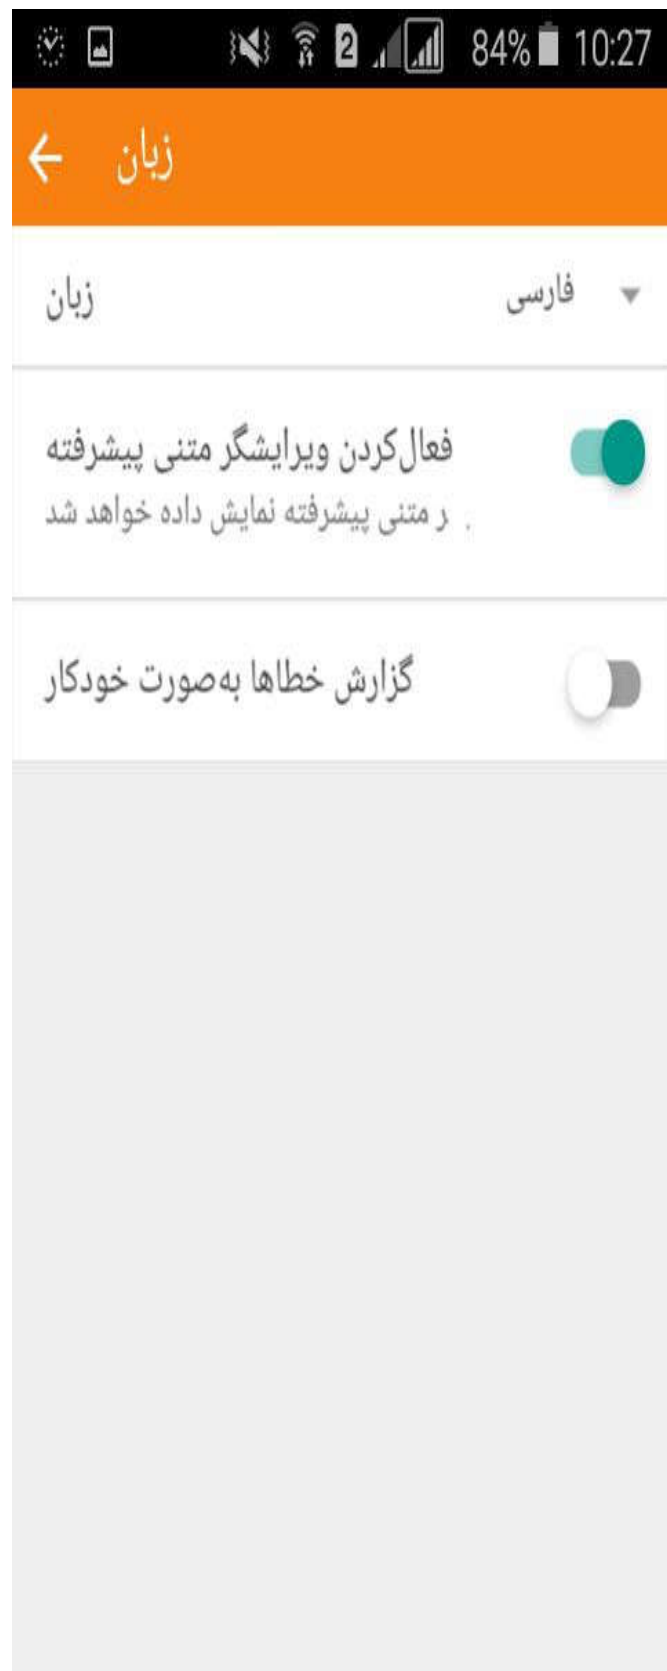 84% 10:27
2
زبان
زبان
فارسی
فعال‌کردن ویرایشگر متنی پیشرفته
ر متنی پیشرفته نمایش داده خواهد شد
گزارش خطاها به‌صورت خودکار